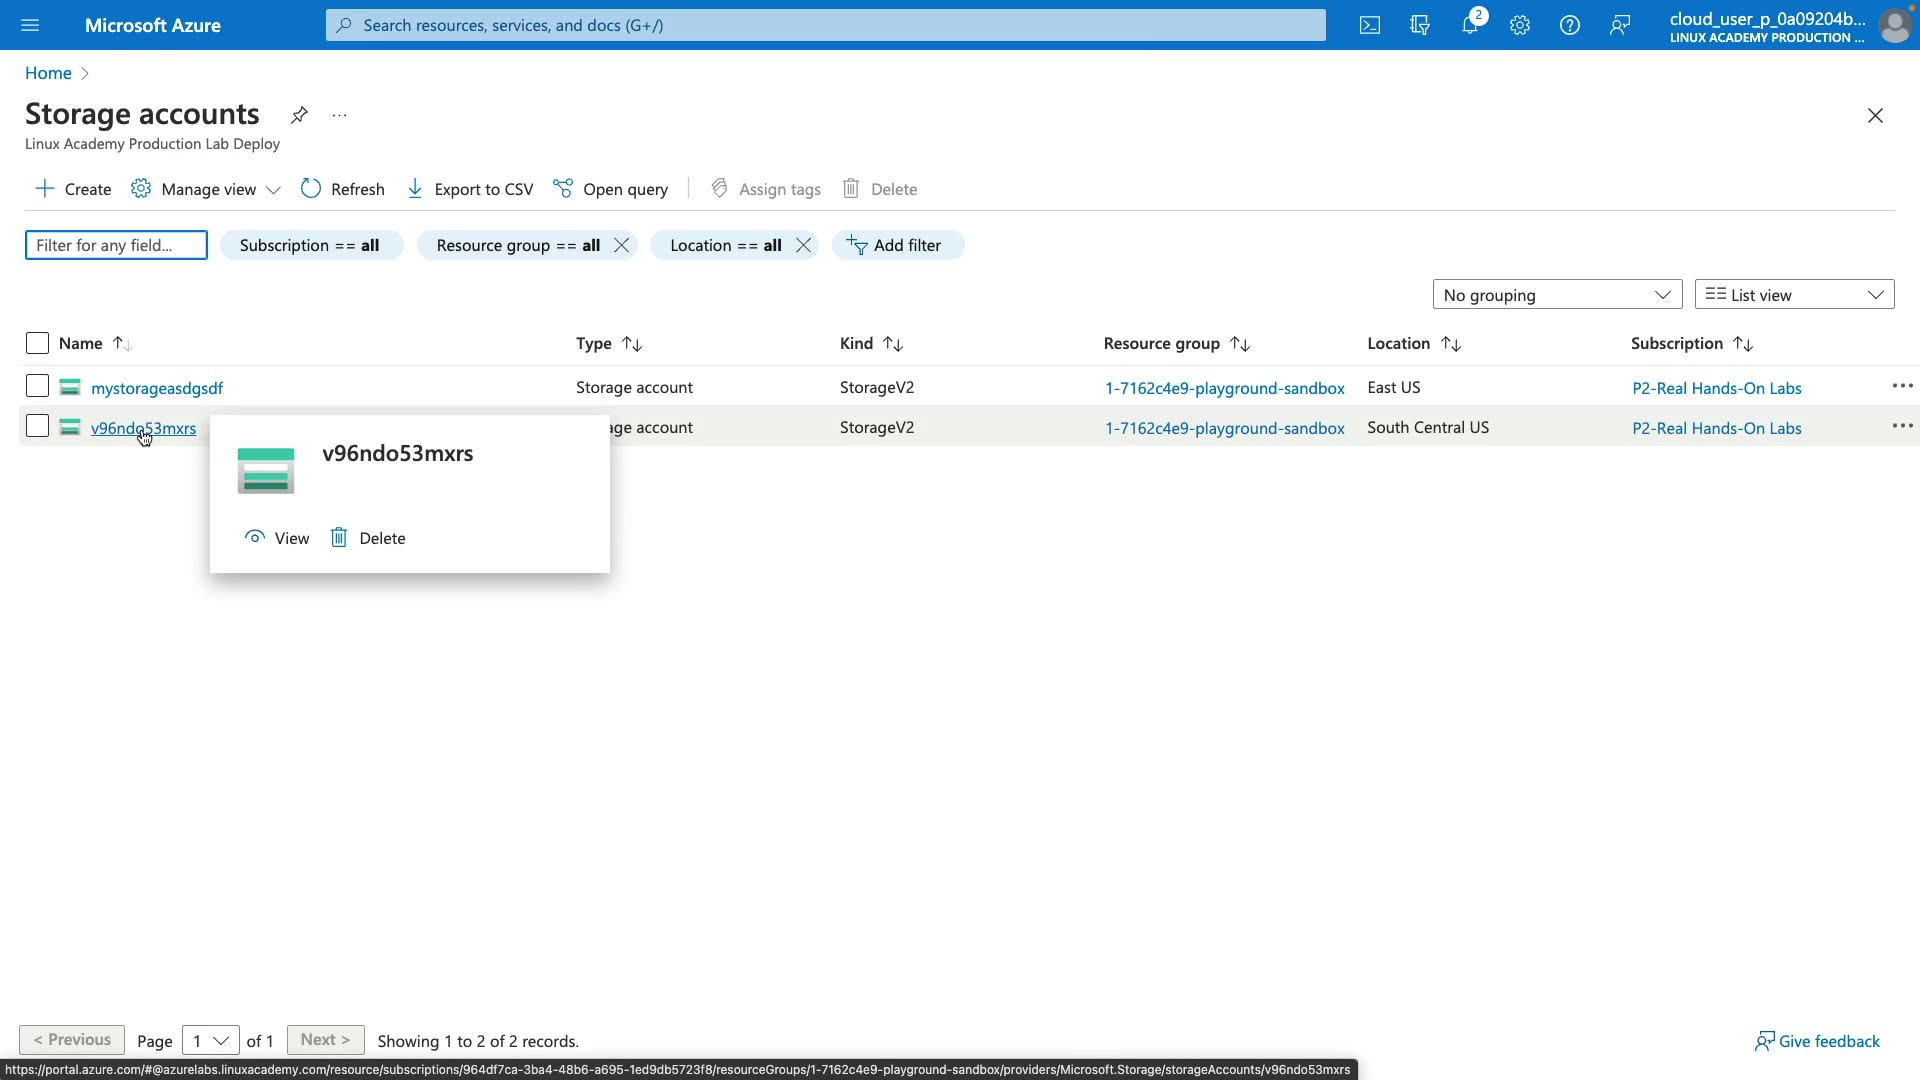 Microsoft Azure
Search resources, services, and docs (G+/)
2
cloud_user_p_0a09204b...
LINUX ACADEMY PRODUCTION ...
Home
Storage accounts
...
Linux Academy Production Lab Deploy
Create
Manage view
Refresh
Export to CSV
Open query
Assign tags
Delete
Filter for any field...
Subscription == all
Resource group == all
Location == all
Add filter
No grouping
List view
Name
Type
Kind
Resource group
Location
Subscription
mystorageasdgsdf Storage account StorageV2 1-7162c4e9-playground-sandbox East US P2-Real Hands-On Labs
v96ndo53mxrs age account StorageV2 1-7162c4e9-playground-sandbox South Central US P2-Real Hands-On Labs
v96ndo53mxrs
View
Delete
< Previous
Page 1 of 1
Next >
Showing 1 to 2 of 2 records.
Give feedback
https://portal.azure.com/#@azurelabs.linuxacademy.com/resource/subscriptions/964df7ca-3ba4-48b6-a695-1ed9db5723f8/resourceGroups/1-7162c4e9-playground-sandbox/providers/Microsoft.Storage/storageAccounts/v96ndo53mxrs